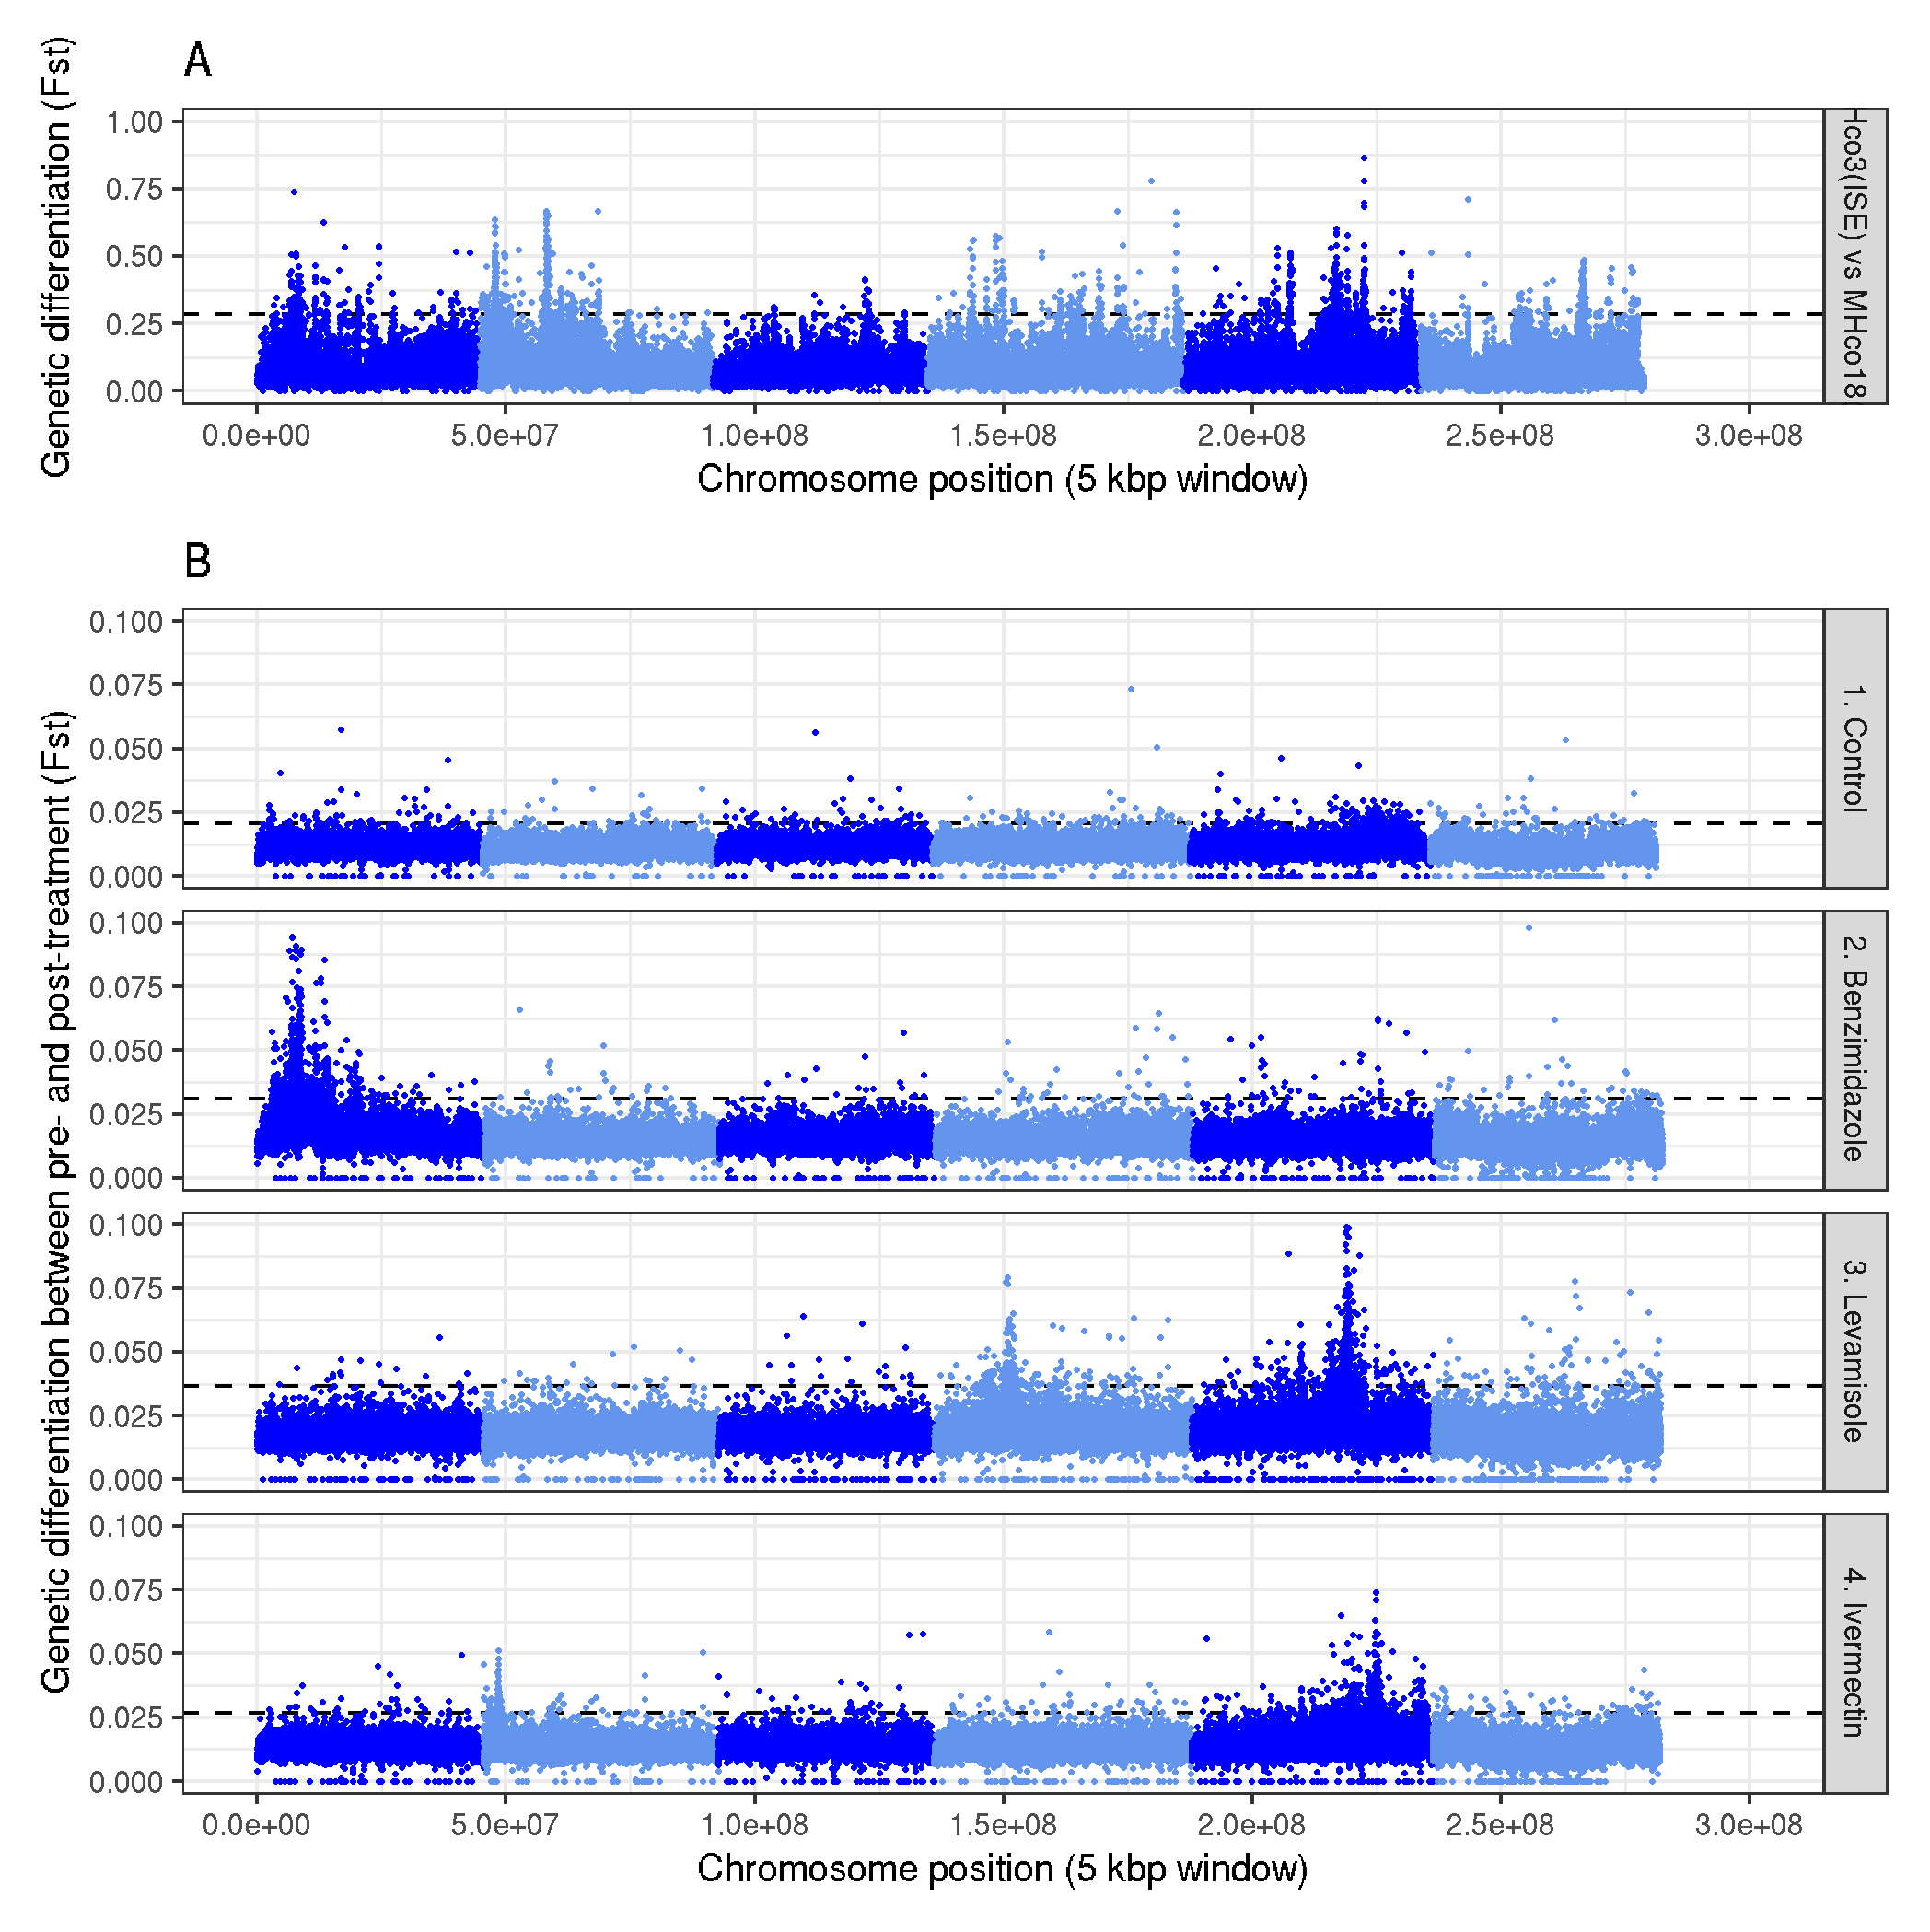 A
Genetic differentiation (Fst)
1.00
0.75
0.50
0.25
0.00
Hco3(ISE) vs MHco18(
0.0e+00 5.0e+07 1.0e+08 1.5e+08 2.0e+08 2.5e+08 3.0e+08
Chromosome position (5 kbp window)
B
Genetic differentiation between pre- and post-treatment (Fst)
0.100
0.075
0.050
0.025
0.000
1. Control
0.100
0.075
0.050
0.025
0.000
2. Benzimidazole
0.100
0.075
0.050
0.025
0.000
3. Levamisole
0.100
0.075
0.050
0.025
0.000
4. Ivermectin
0.0e+00 5.0e+07 1.0e+08 1.5e+08 2.0e+08 2.5e+08 3.0e+08
Chromosome position (5 kbp window)